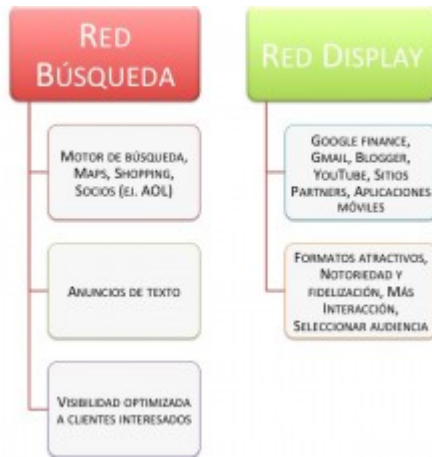 RED
BÚSQUEDA
MOTOR DE BÚSQUEDA,
MAPS, SHOPPING,
SOCIOS (EJ. AOL)
ANUNCIOS DE TEXTO
VISIBILIDAD OPTIMIZADA
A CLIENTES INTERESADOS
RED DISPLAY
GOOGLE FINANCE,
GMAIL, BLOGGER,
YOUTUBE, SITIOS
PARTNERS, APLICACIONES
MÓVILES
FORMATOS ATRACTIVOS,
NOTORIEDAD Y
FIDELIZACIÓN, MÁS
INTERACCIÓN,
SELECCIONAR AUDIENCIA